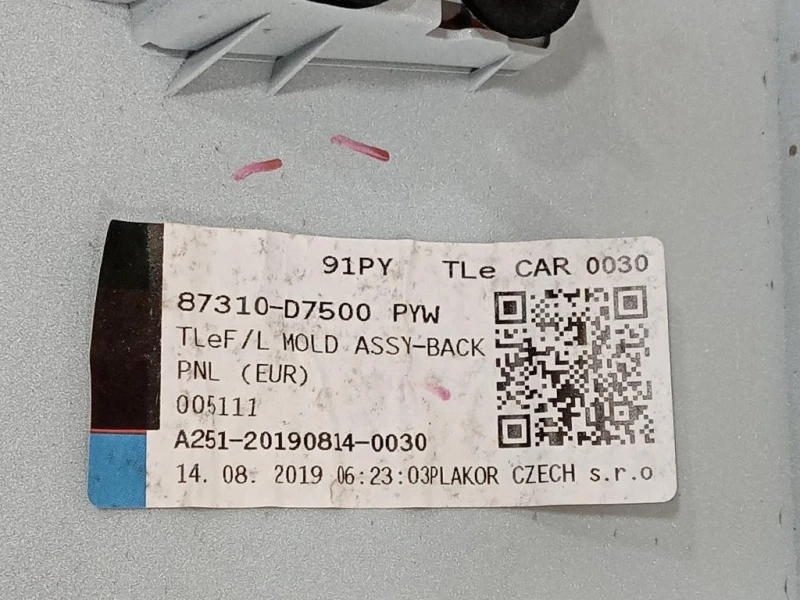 91PY TLe CAR 0030
87310-D7500 PYW
TLeF/L MOLD ASSY-BACK
PNL (EUR)
005111
A251-20190814-0030
14. 08. 2019 06:23:03PLAKOR CZECH s.r.o